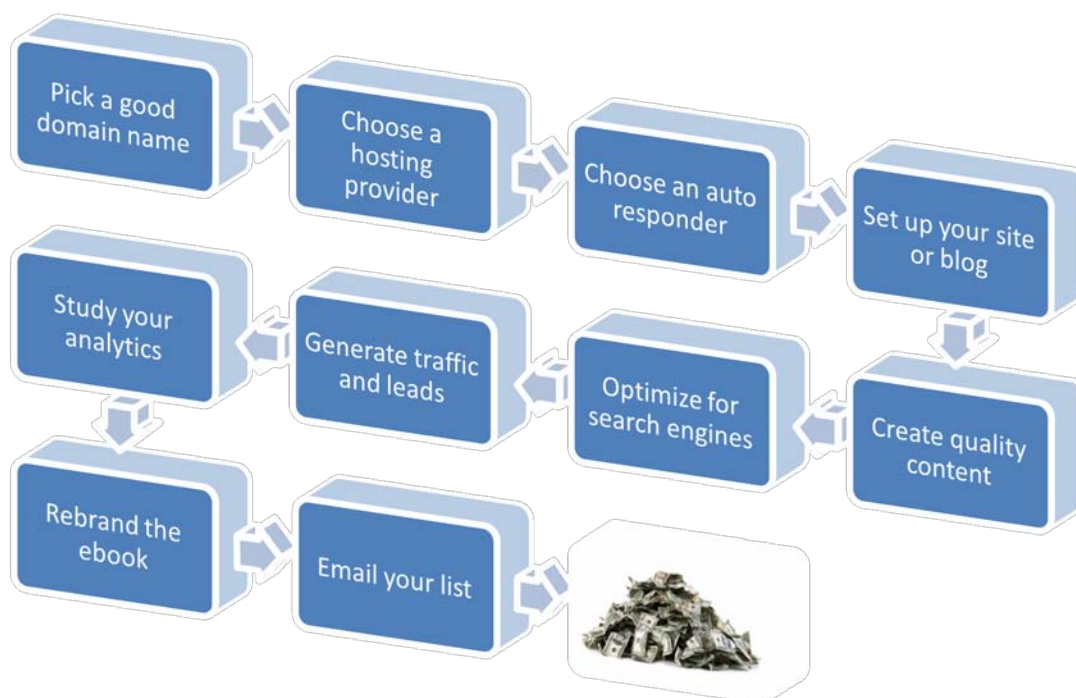 Pick a good
domain name
Choose a
hosting
provider
Choose an auto
responder
Set up your site
or blog
Create quality
content
Optimize for
search engines
Generate traffic
and leads
Study your
analytics
Rebrand the
ebook
Email your list